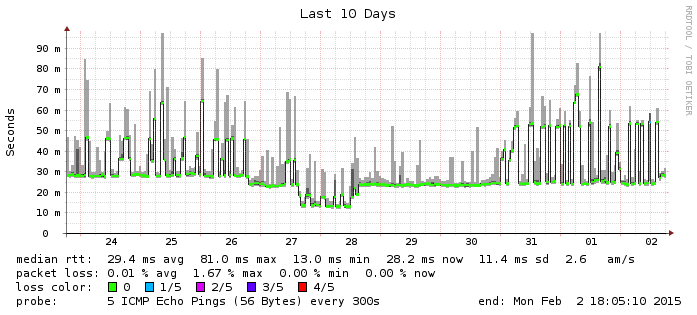 Last 10 Days
RRDTOOL / TOBI OETIKER
Seconds
90 m
80 m
70 m
60 m
50 m
40 m
30 m
20 m
10 m
0
24 25 26 27 28 29 30 31 01 02
median rtt: 29.4 ms avg 81.0 ms max 13.0 ms min 28.2 ms now 11.4 ms sd 2.6 am/s
packet loss: 0.01 % avg 1.67 % max 0.00 % min 0.00 % now
loss color: 0 1/5 2/5 3/5 4/5
probe: 5 ICMP Echo Pings (56 Bytes) every 300s end: Mon Feb 2 18:05:10 2015